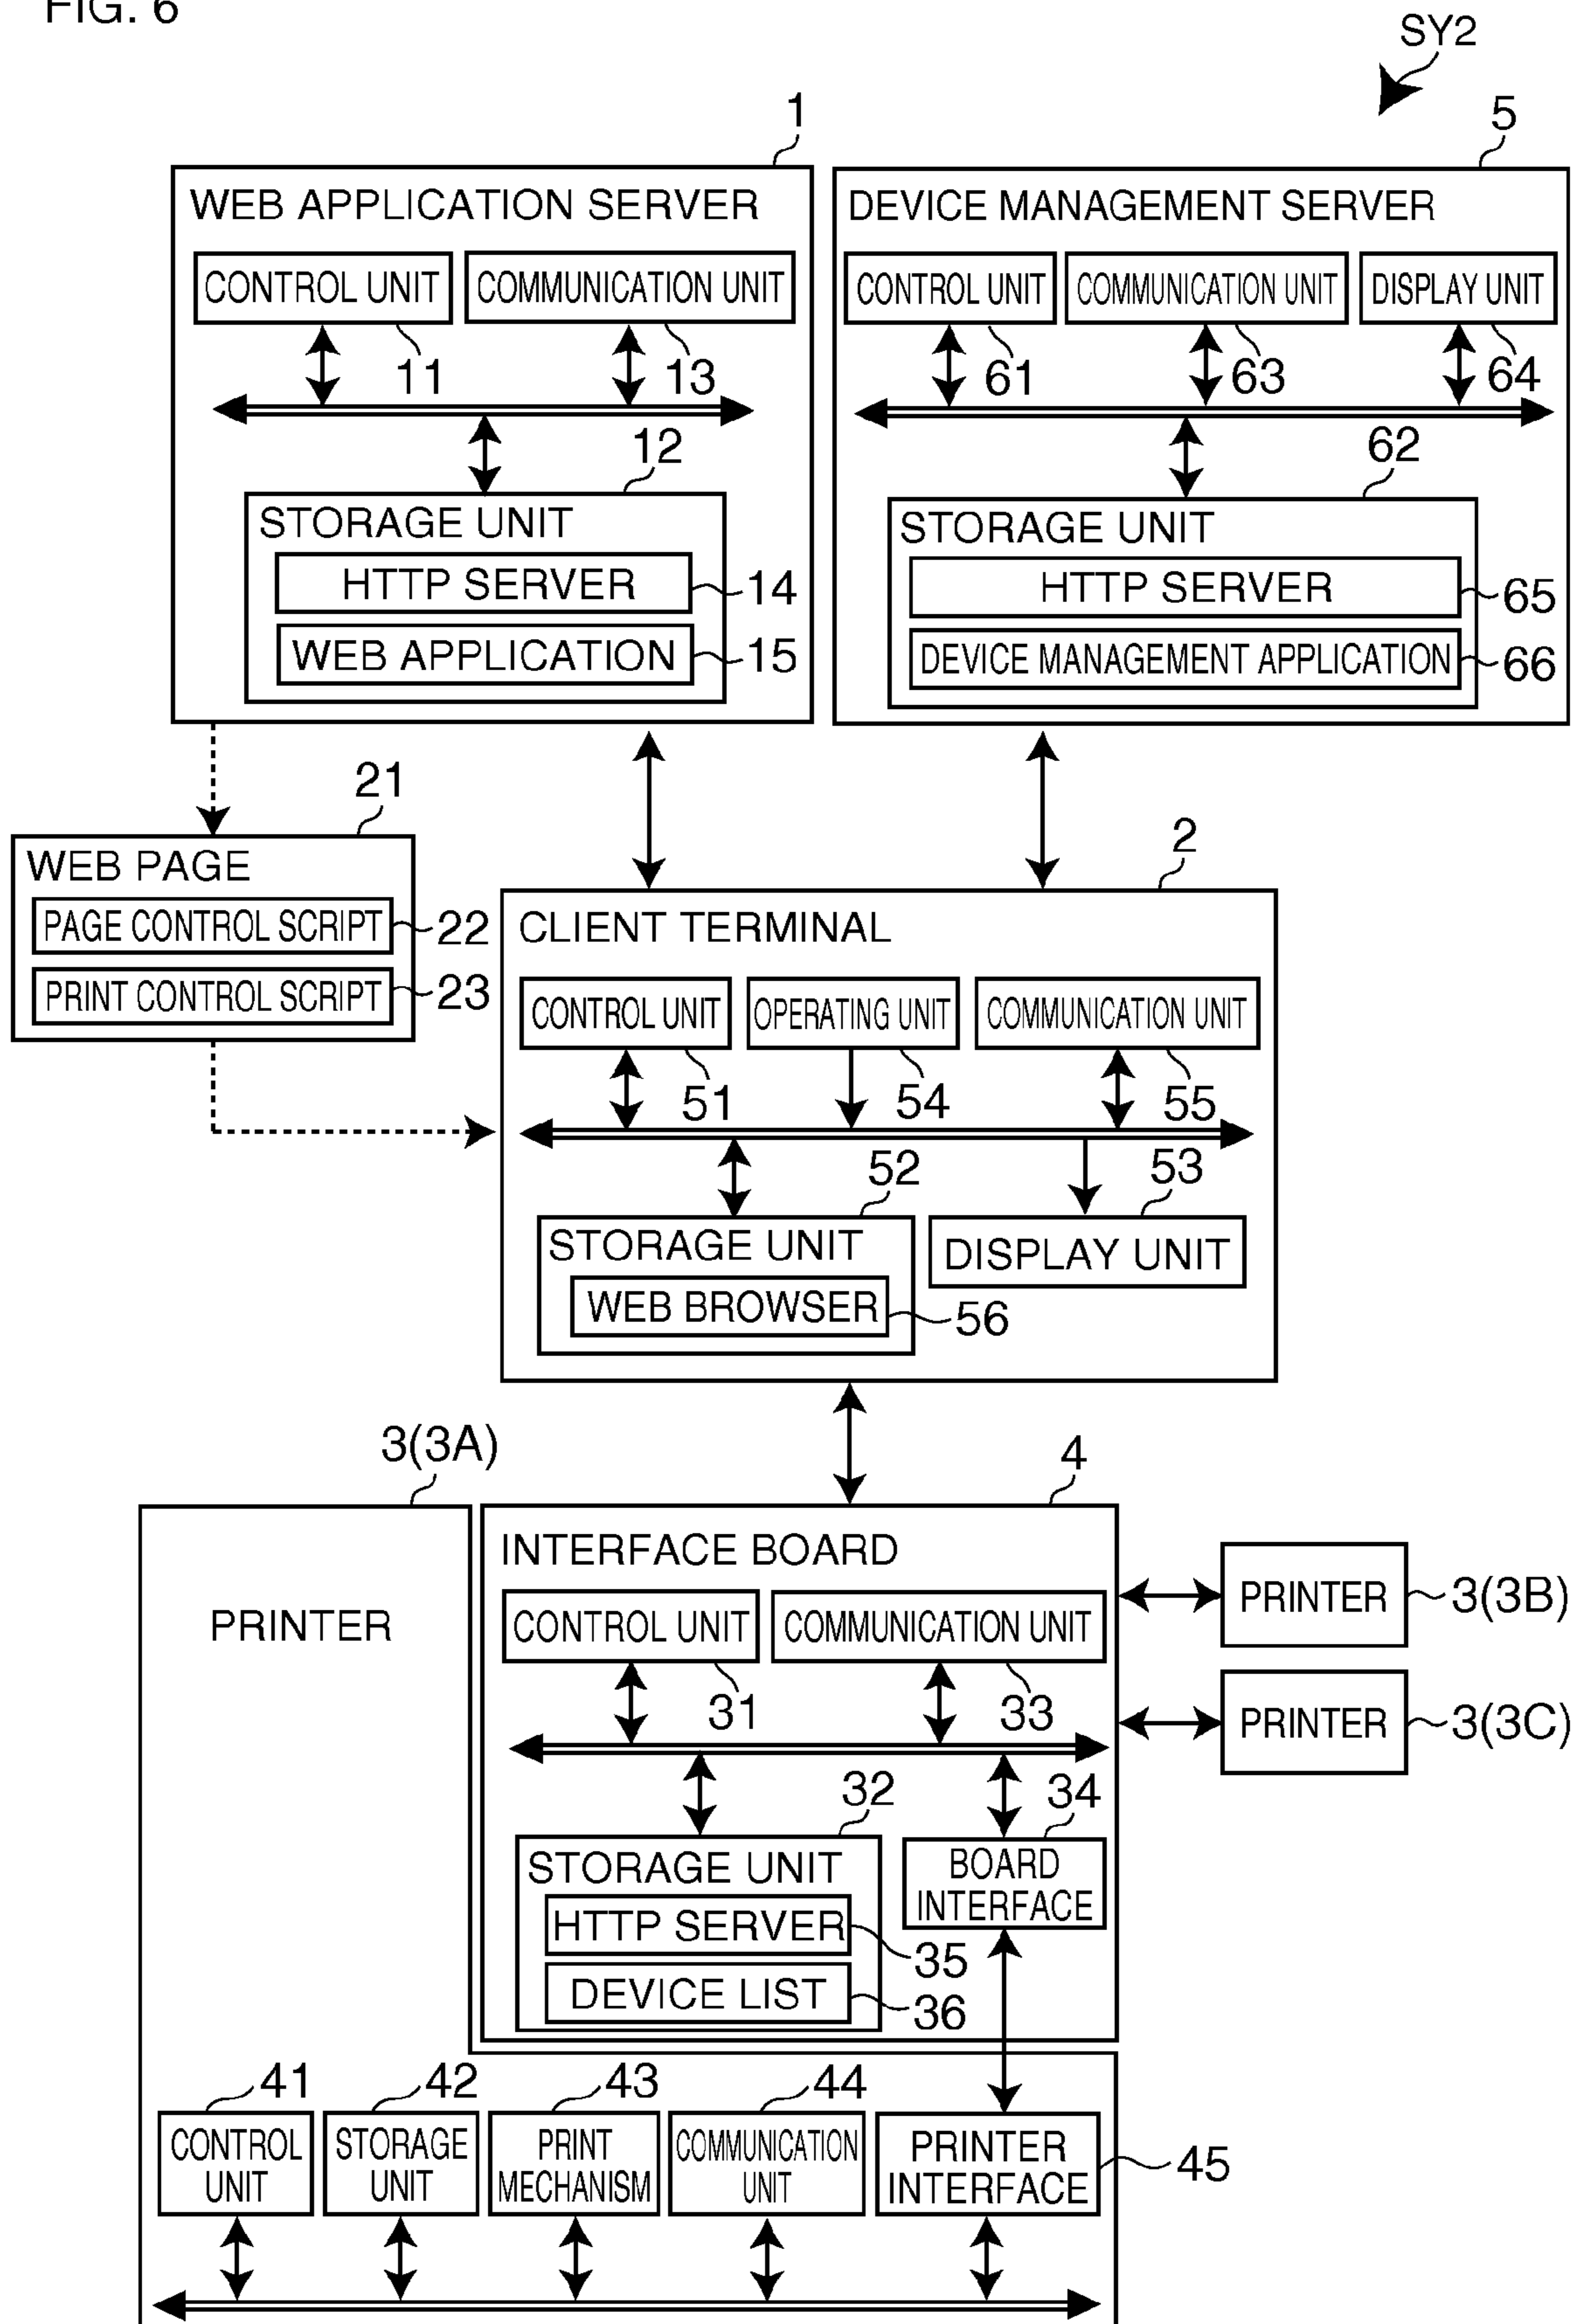 FIG. 6
SY2
1
5
WEB APPLICATION SERVER
DEVICE MANAGEMENT SERVER
CONTROL UNIT
COMMUNICATION UNIT
CONTROL UNIT
COMMUNICATION UNIT
DISPLAY UNIT
11
13
61
63
64
12
62
STORAGE UNIT
STORAGE UNIT
HTTP SERVER
14
HTTP SERVER
65
WEB APPLICATION
15
DEVICE MANAGEMENT APPLICATION
66
21
2
WEB PAGE
PAGE CONTROL SCRIPT
22
PRINT CONTROL SCRIPT
23
CLIENT TERMINAL
CONTROL UNIT
OPERATING UNIT
COMMUNICATION UNIT
51
54
55
52
53
STORAGE UNIT
DISPLAY UNIT
WEB BROWSER
56
3(3A)
4
PRINTER
INTERFACE BOARD
CONTROL UNIT
COMMUNICATION UNIT
31
33
PRINTER
3(3B)
PRINTER
3(3C)
32
34
STORAGE UNIT
BOARD
INTERFACE
HTTP SERVER
35
DEVICE LIST
36
41
42
43
44
CONTROL
UNIT
STORAGE
UNIT
PRINT
MECHANISM
COMMUNICATION
UNIT
PRINTER
INTERFACE
45